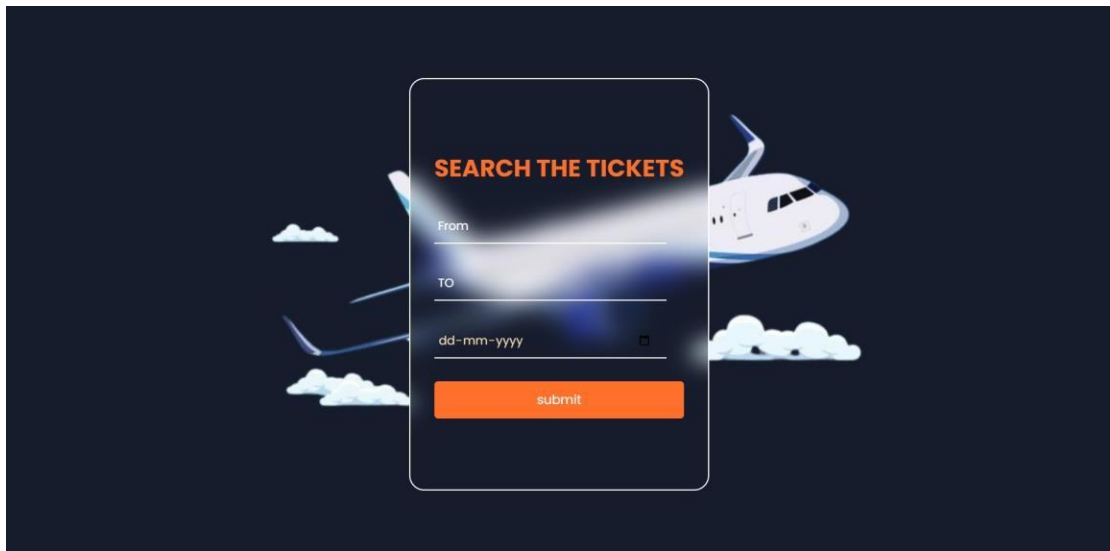 SEARCH THE TICKETS
From
TO
dd-mm-yyyy
submit